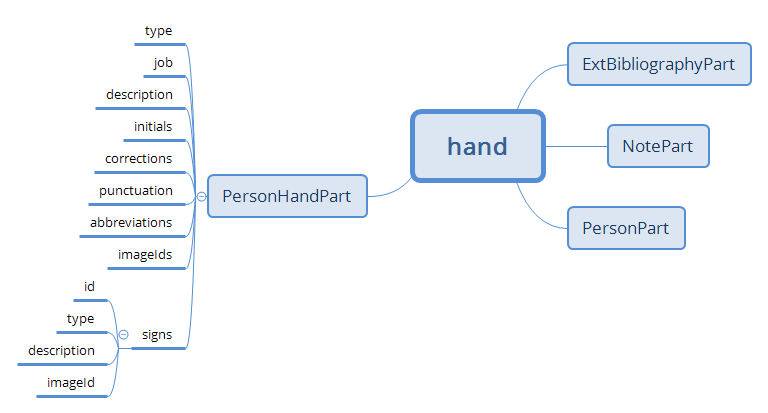 hand
ExtBibliographyPart
NotePart
PersonPart
PersonHandPart
type
job
description
initials
corrections
punctuation
abbreviations
imageIds
signs
id
type
description
imageId